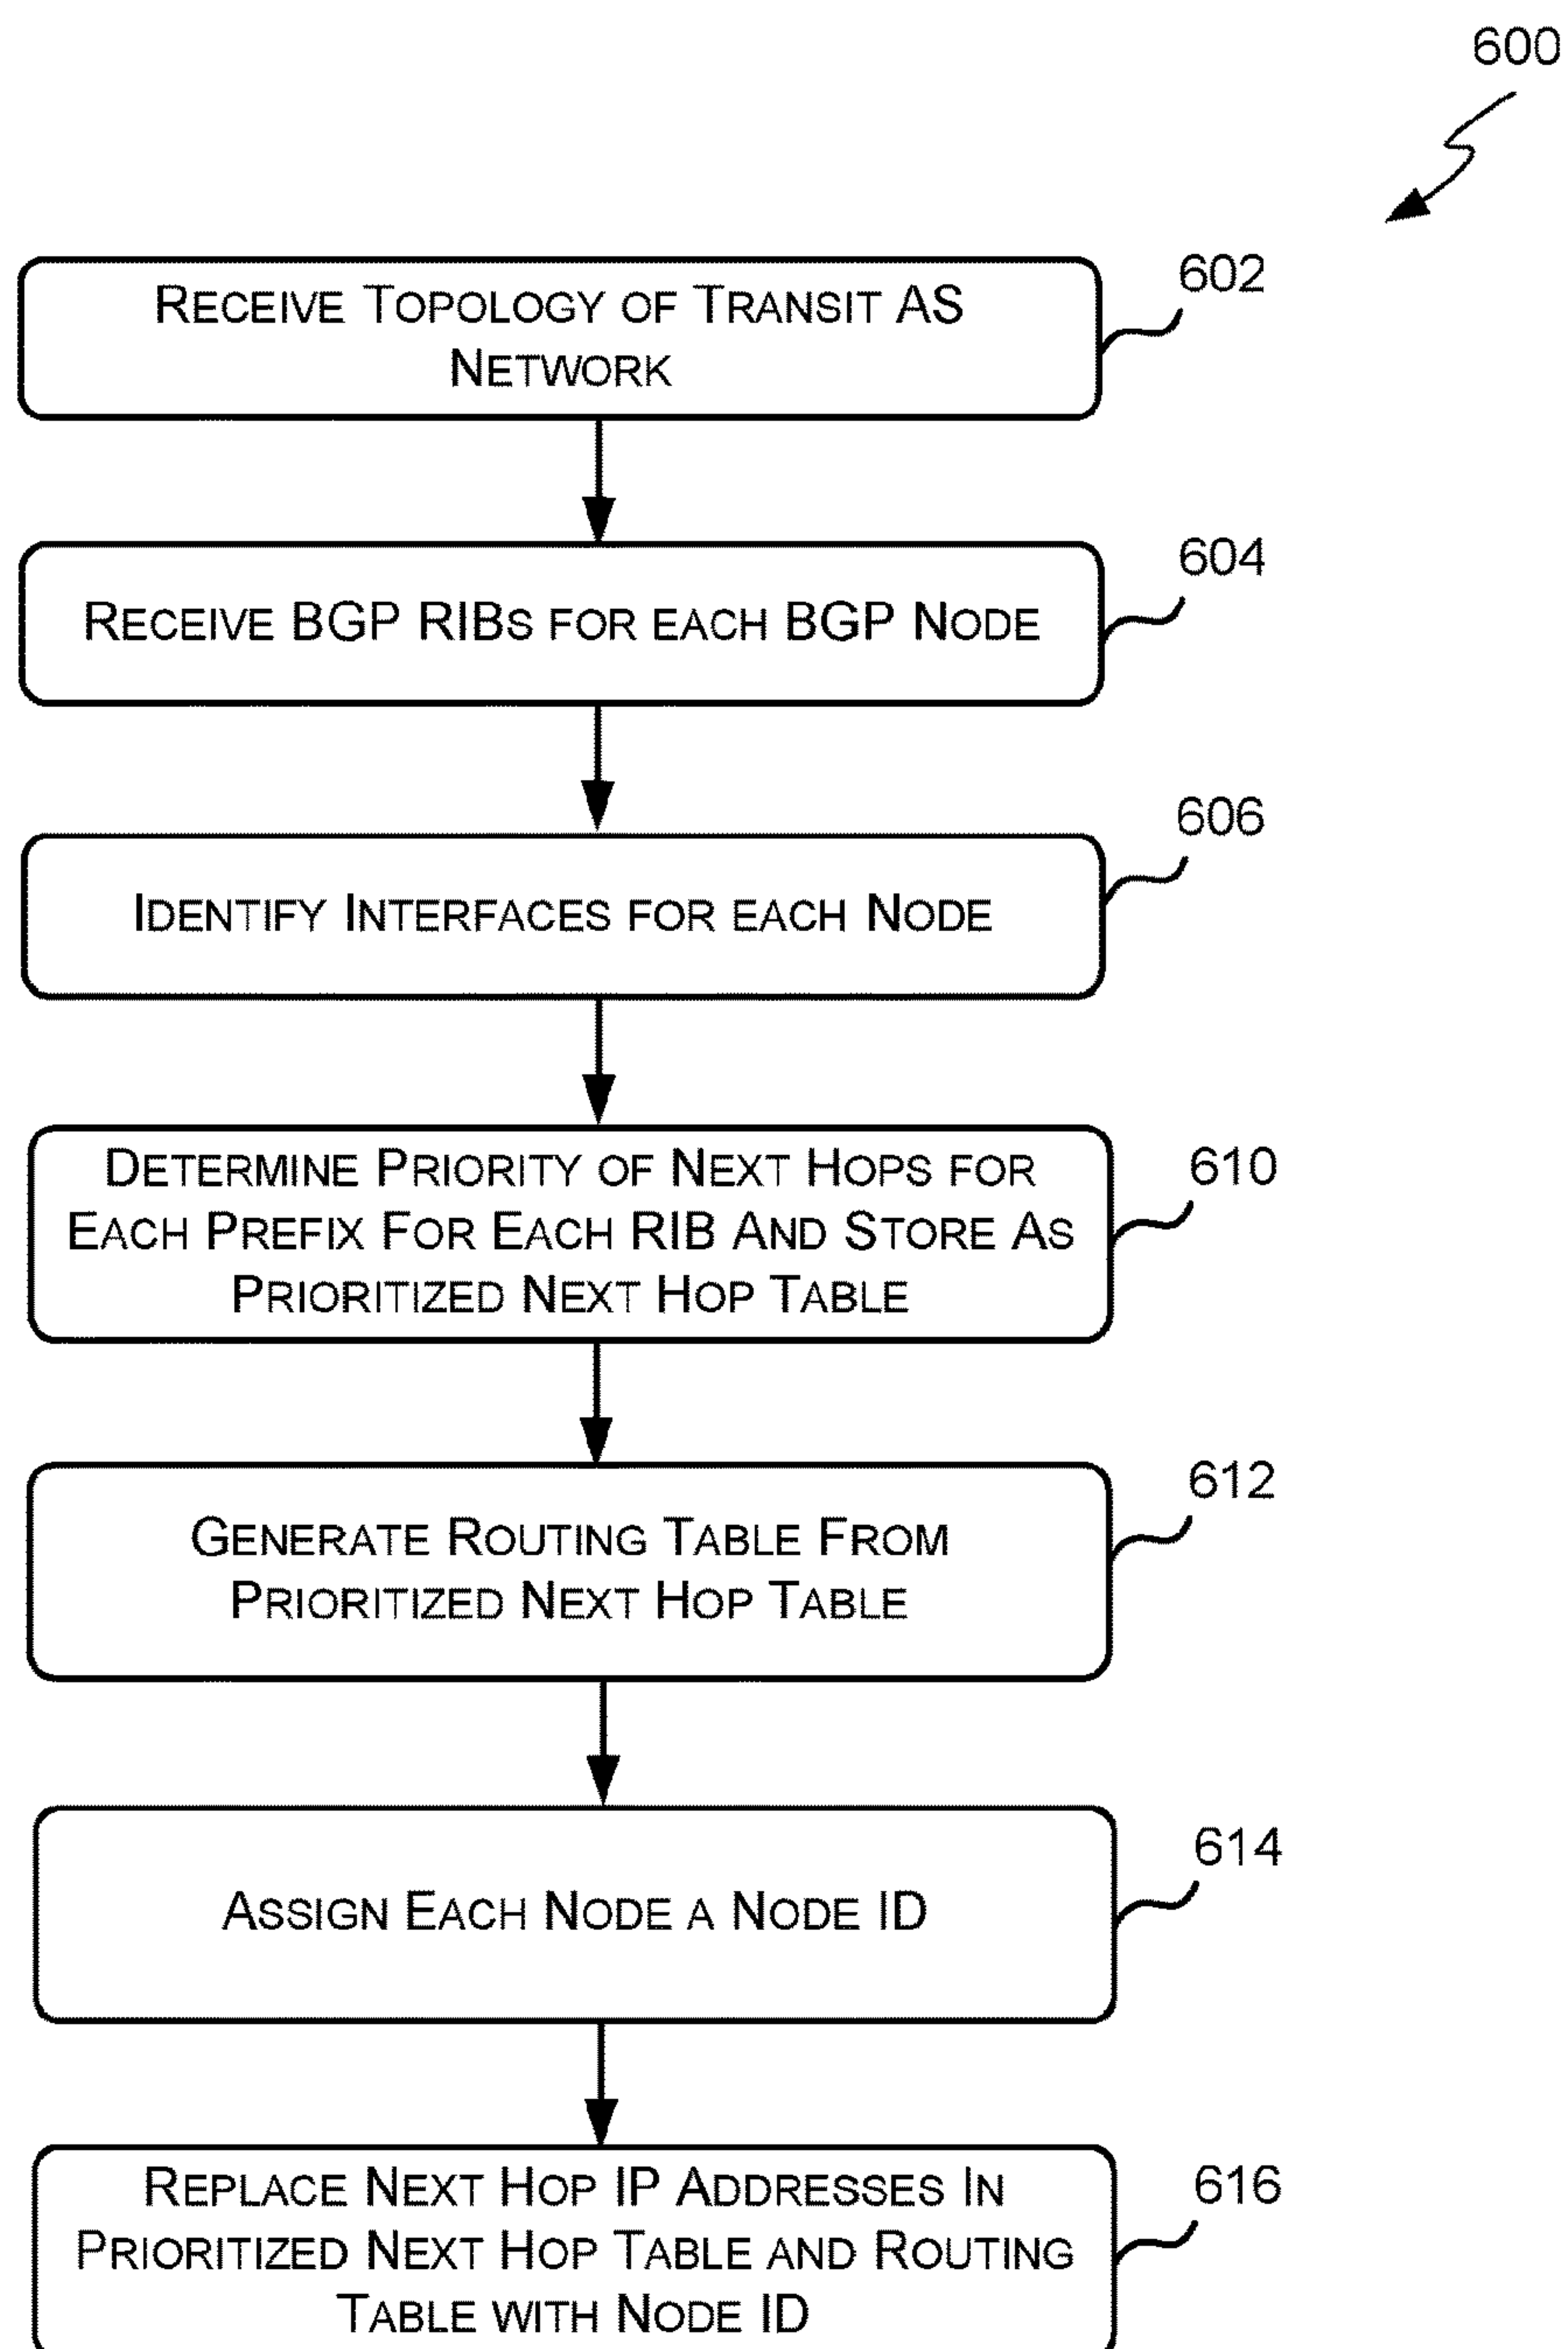 600
602
RECEIVE TOPOLOGY OF TRANSIT AS
NETWORK
604
RECEIVE BGP RIBS FOR EACH BGP NODE
606
IDENTIFY INTERFACES FOR EACH NODE
610
DETERMINE PRIORITY OF NEXT HOPS FOR
EACH PREFIX FOR EACH RIB AND STORE AS
PRIORITIZED NEXT HOP TABLE
612
GENERATE ROUTING TABLE FROM
PRIORITIZED NEXT HOP TABLE
614
ASSIGN EACH NODE A NODE ID
616
REPLACE NEXT HOP IP ADDRESSES IN
PRIORITIZED NEXT HOP TABLE AND ROUTING
TABLE WITH NODE ID